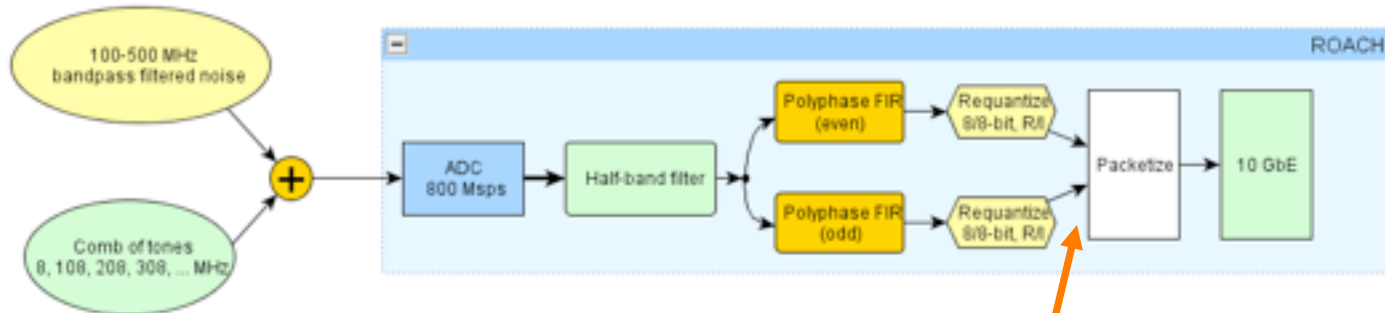 100-500 MHz
bandpass filtered noise
ROACH
Polyphase FIR
(even)
Requantize
8/8-bit, R/I
ADC
800 Msps
Half-band filter
Packetize
10 GbE
Polyphase FIR
(odd)
Requantize
8/8-bit, R/I
Comb of tones
8, 108, 208, 308, ... MHz